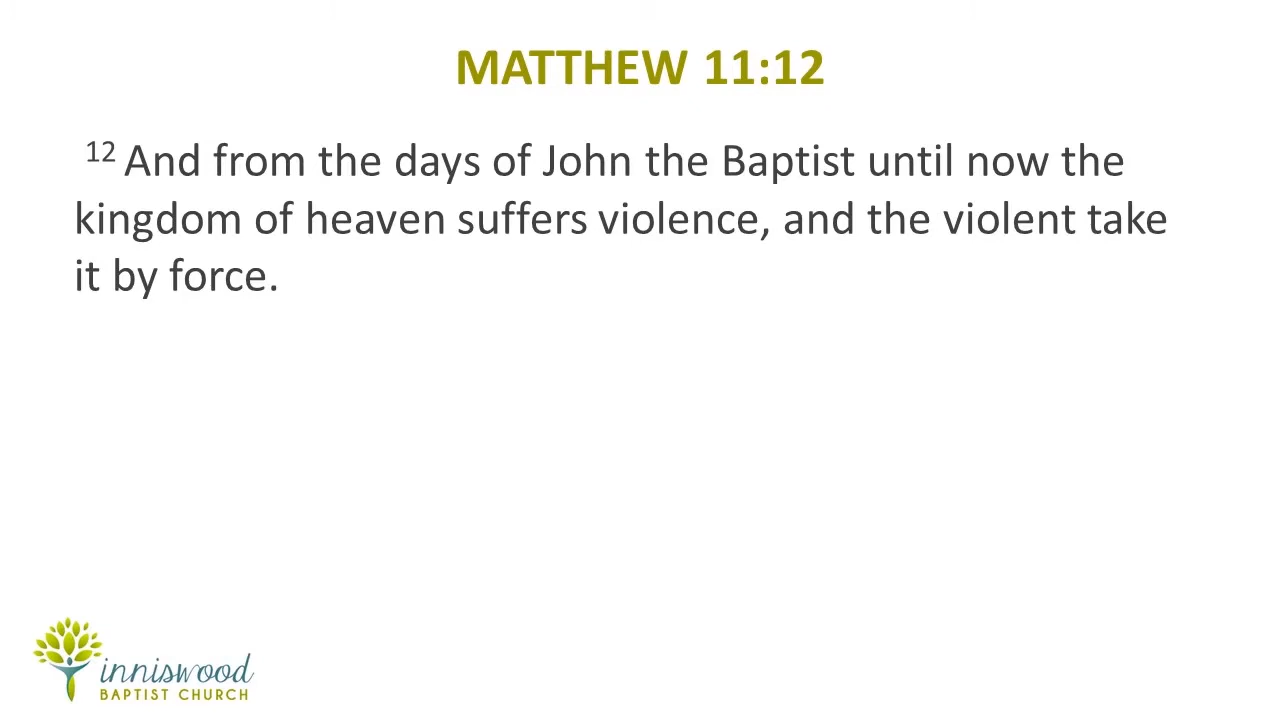 MATTHEW 11:12
12 And from the days of John the Baptist until now the
kingdom of heaven suffers violence, and the violent take
it by force.
inniswood
BAPTIST CHURCH